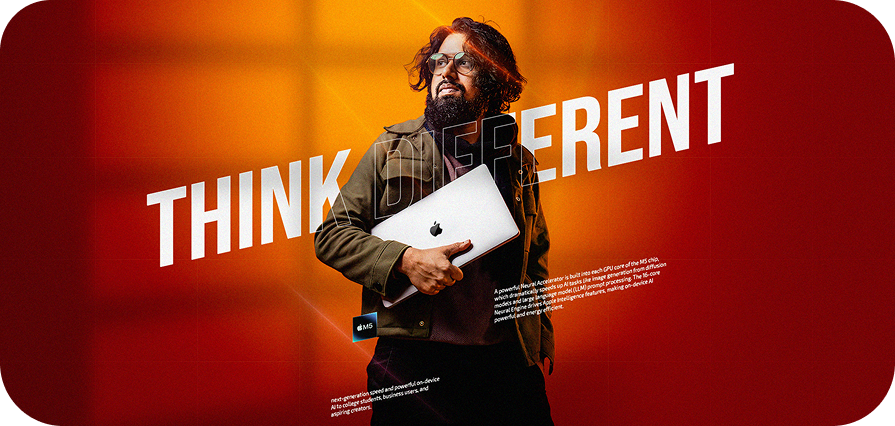 THINK DIFFERENT
A powerful Neural Accelerator is built into each GPU core of the M5 chip,
which dramatically speeds up AI tasks like image generation from diffusion
models and large language model (LLM) prompt processing. The 16-core
Neural Engine drives Apple Intelligence features, making on-device AI
powerful and energy efficient.
M5
next-generation speed and powerful on-device
AI to college students, business users, and
aspiring creators.